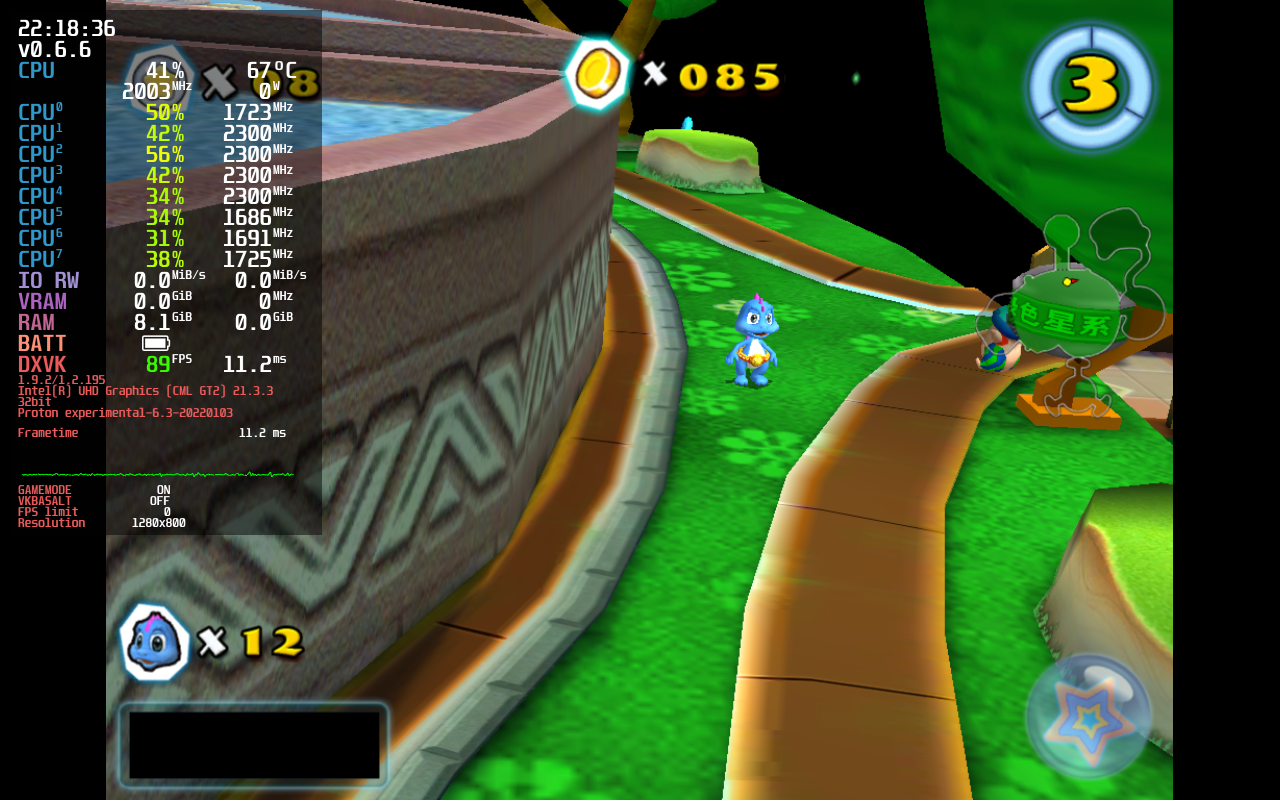 22:18:36
v0.6.6
CPU 41% 67°C
2003MHz 0W
CPU0 50% 1723MHz
CPU1 42% 2300MHz
CPU2 56% 2300MHz
CPU3 42% 2300MHz
CPU4 34% 2300MHz
CPU5 34% 1686MHz
CPU6 31% 1691MHz
CPU7 38% 1725MHz
IO RW 0.0MiB/s 0.0MiB/s
VRAM 0.0GiB 0MHz
RAM 8.1GiB 0.0GiB
BATT
DXVK 89FPS 11.2ms
1.9.2/1.2.195
Intel(R) UHD Graphics (CML GT2) 21.3.3
32bit
Proton experimental-6.3-20220103
Frametime 11.2 ms
GAMEMODE ON
VKBASALT OFF
FPS limit 0
Resolution 1280x800
x 08
x 085
3
色星系
x 12